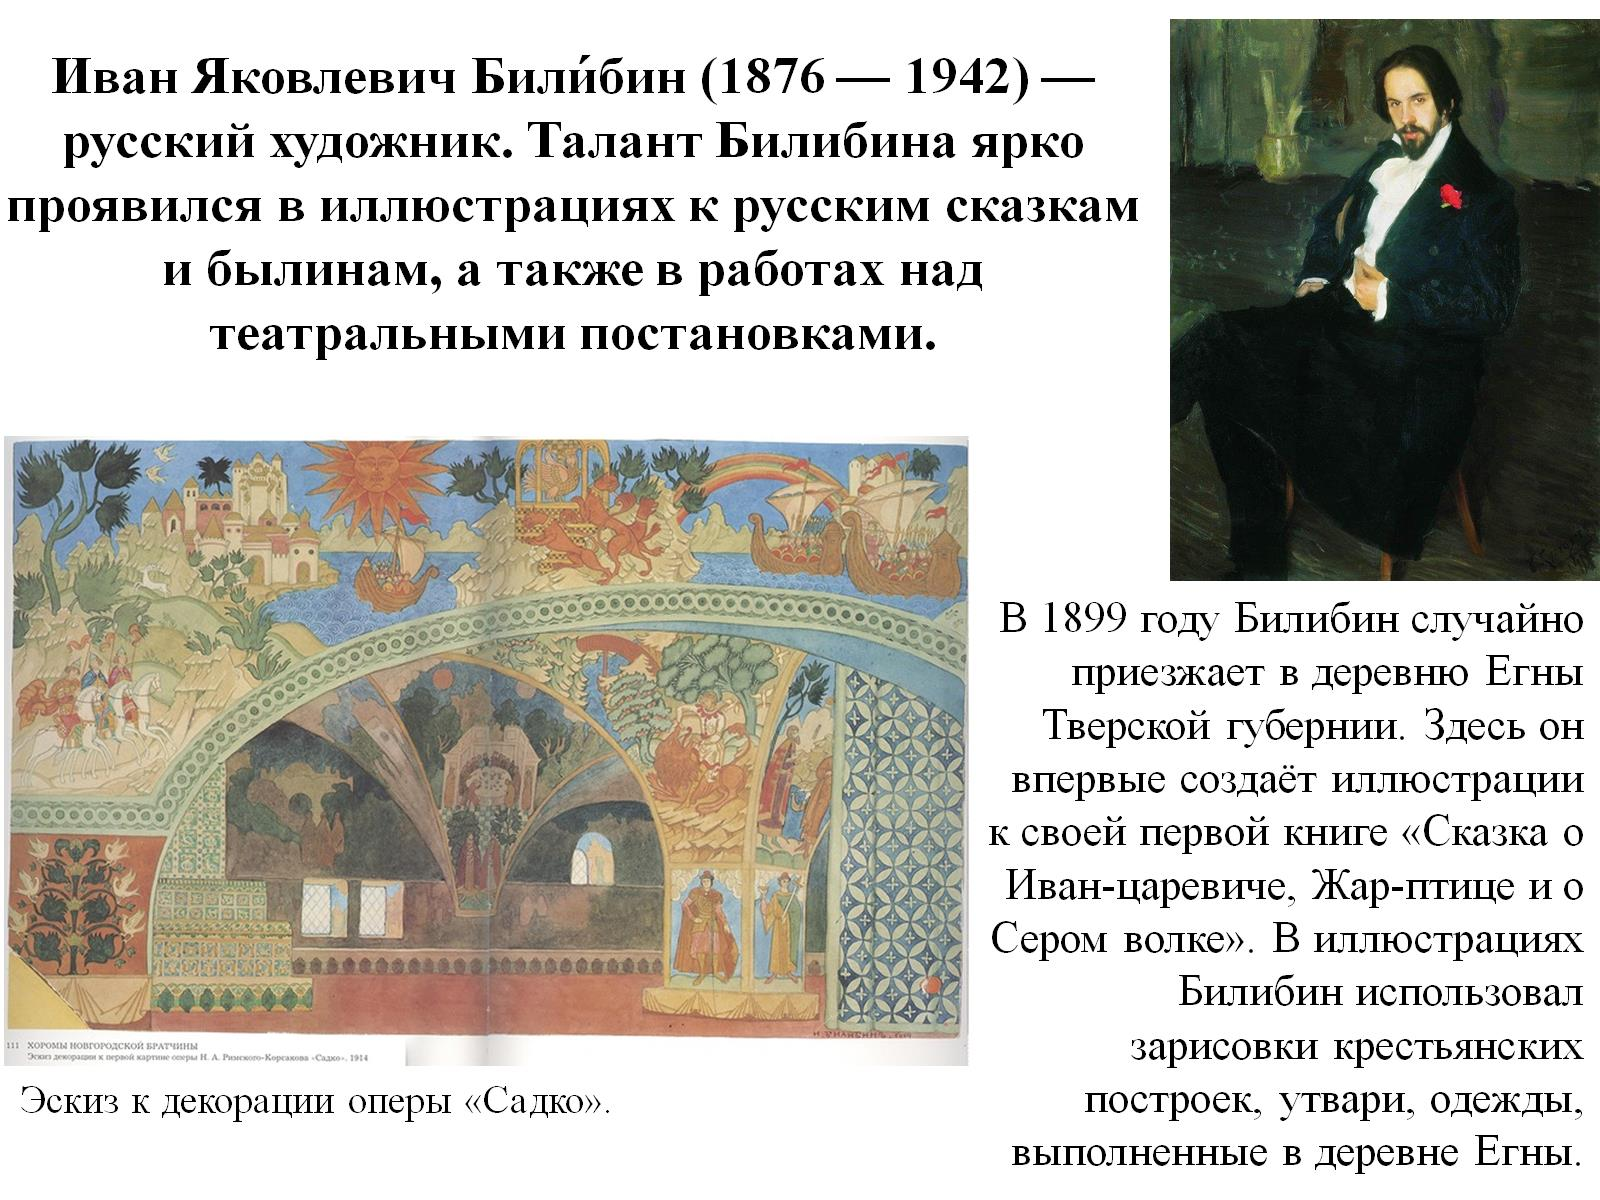 Иван Яковлевич Били́бин (1876 — 1942) —
русский художник. Талант Билибина ярко
проявился в иллюстрациях к русским сказкам
и былинам, а также в работах над
театральными постановками.
В 1899 году Билибин случайно
приезжает в деревню Егны
Тверской губернии. Здесь он
впервые создаёт иллюстрации
к своей первой книге «Сказка о
Иван-царевиче, Жар-птице и о
Сером волке». В иллюстрациях
Билибин использовал
зарисовки крестьянских
построек, утвари, одежды,
выполненные в деревне Егны.
111 ХОРОМЫ НОВГОРОДСКОЙ БРАТЧИНЫ
Эскиз декорации к первой картине оперы Н. А. Римского-Корсакова «Садко». 1914
Эскиз к декорации оперы «Садко».